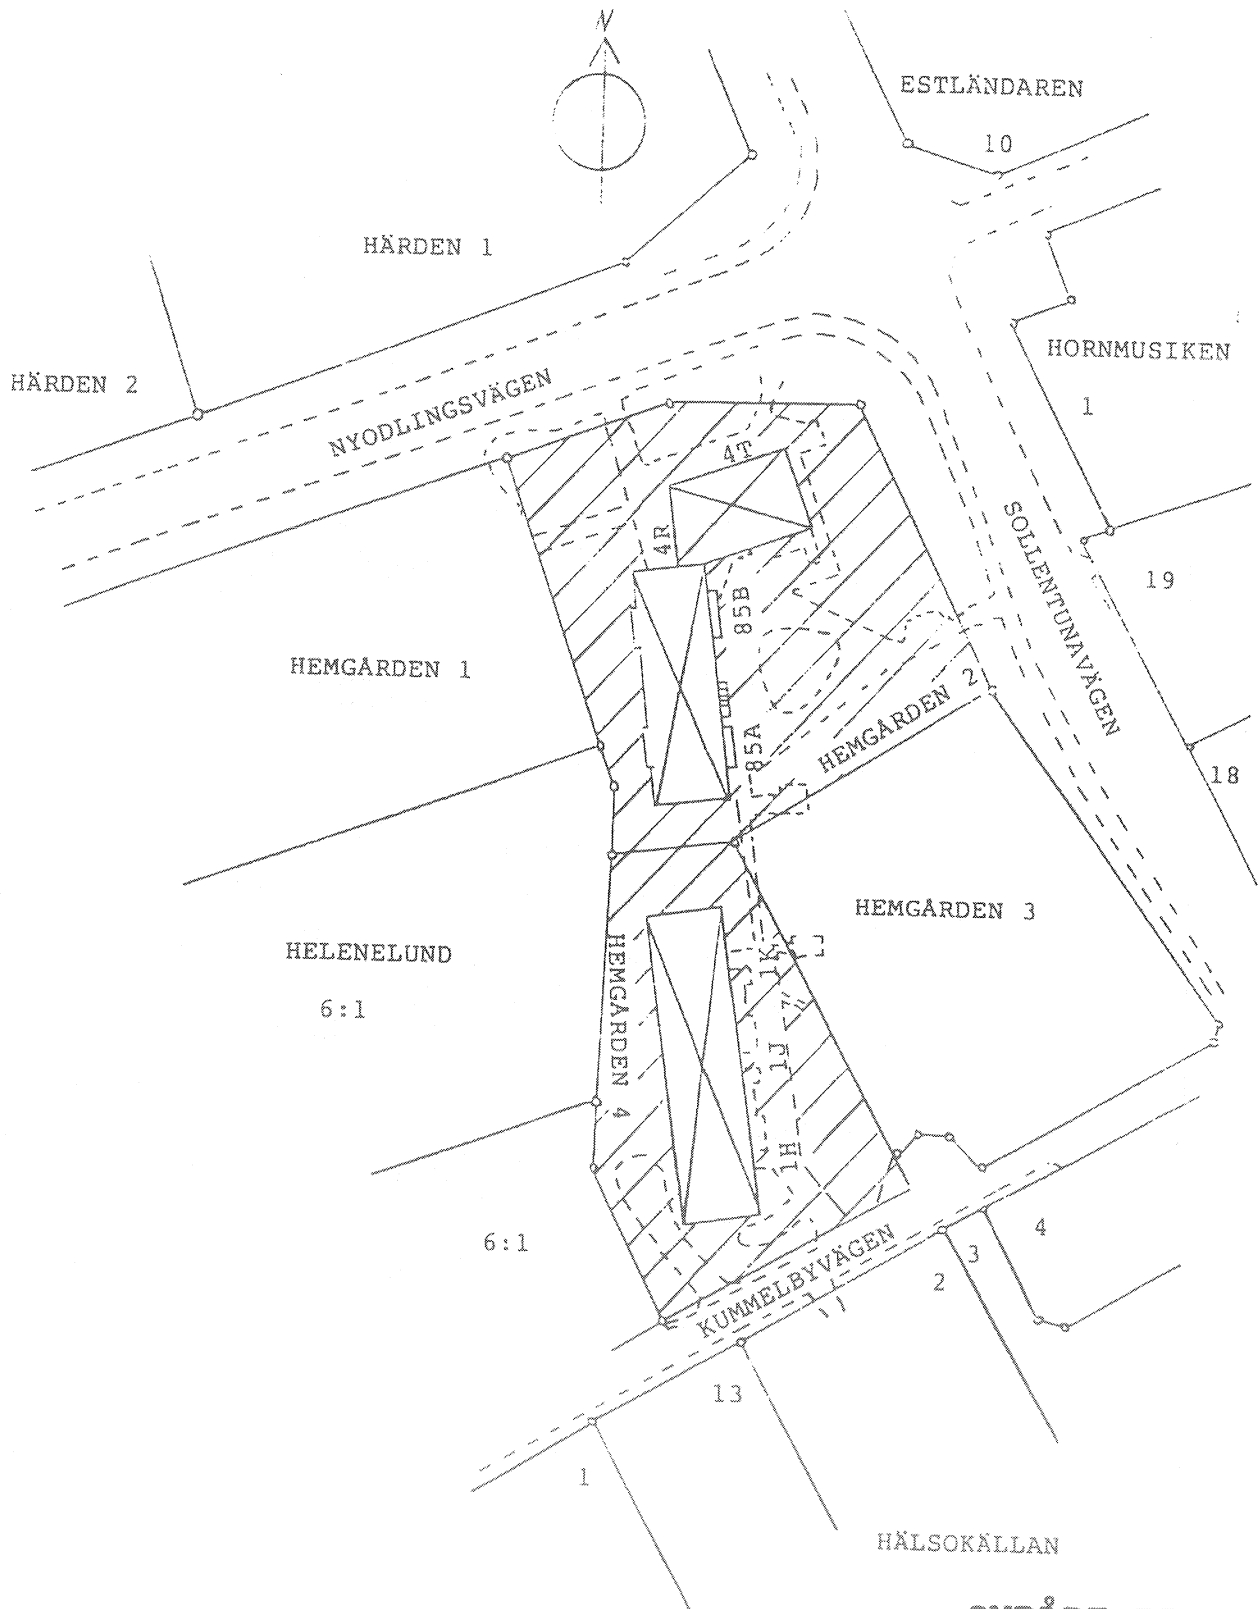 N
ESTLÄNDAREN
10
HÄRDEN 1
HORNMUSIKEN
1
HÄRDEN 2
NYODLINGSVÄGEN
4T
4R
SOLLENTUNAVÄGEN
19
85B
HEMGÅRDEN 1
HEMGÅRDEN 2
85A
18
HEMGÅRDEN 3
HELENELUND
6:1
HEMGÅRDEN 4
1K
1J
1H
6:1
KUMMELBYVÄGEN
4
3
2
13
1
HÄLSOKÄLLAN